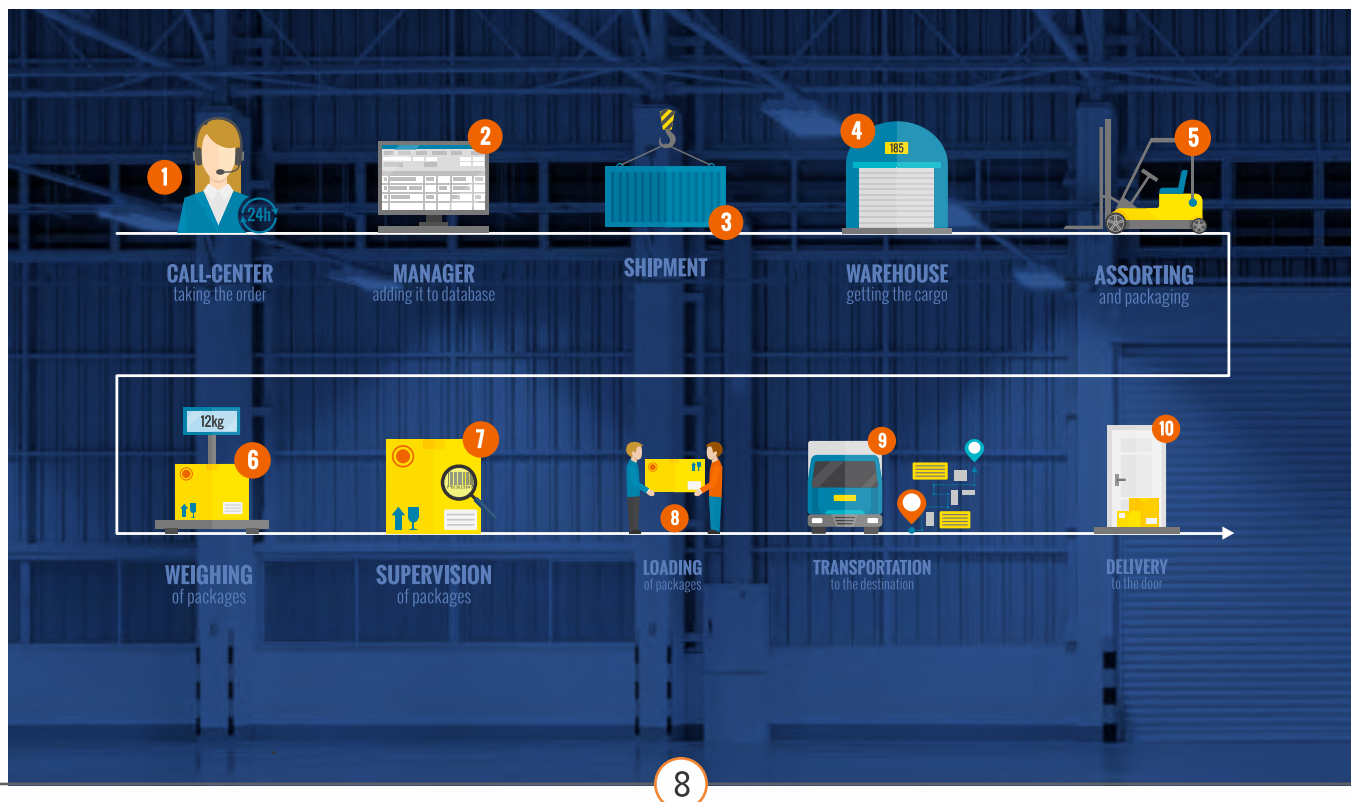 1
24h
CALL-CENTER
taking the order
2
MANAGER
adding it to database
3
SHIPMENT
4
185
WAREHOUSE
getting the cargo
5
ASSORTING
and packaging
12kg
6
WEIGHING
of packages
7
SUPERVISION
of packages
8
LOADING
of packages
9
TRANSPORTATION
to the destination
10
DELIVERY
to the door
8